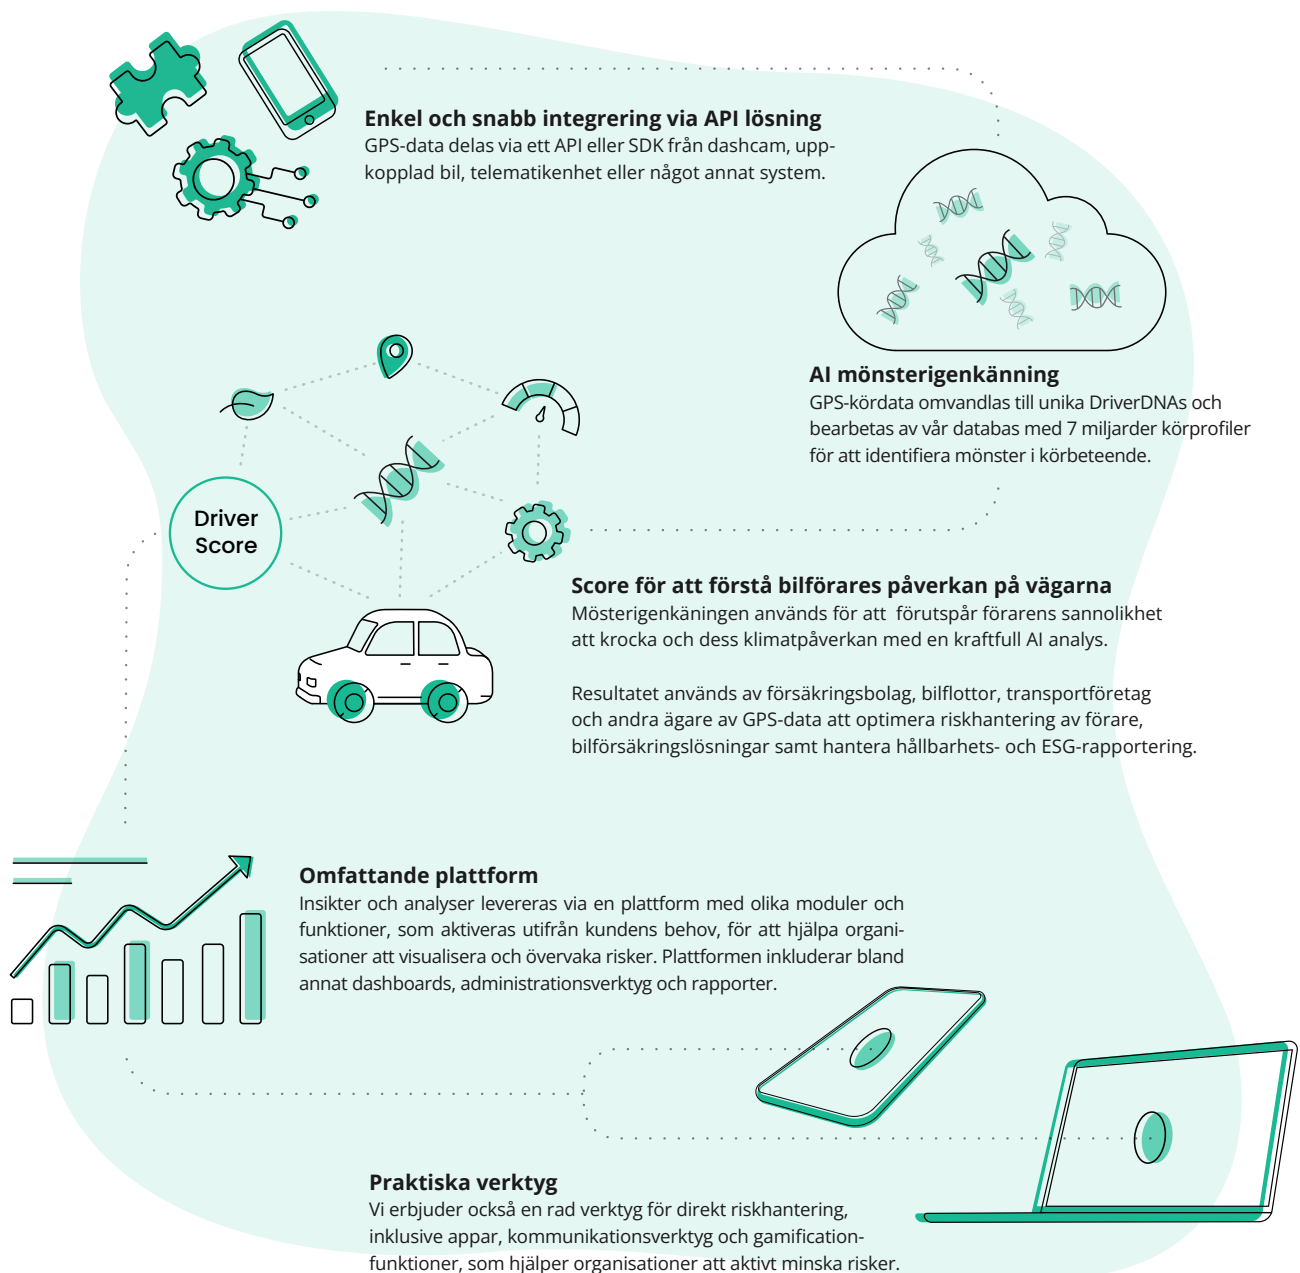 Enkel och snabb integrering via API lösning
GPS-data delas via ett API eller SDK från dashcam, upp-
kopplad bil, telematikenhet eller något annat system.
AI mönsterigenkänning
GPS-kördata omvandlas till unika DriverDNAs och
bearbetas av vår databas med 7 miljarder körprofiler
för att identifiera mönster i körbeteende.
Driver
Score
Score för att förstå bilförares påverkan på vägarna
Mösterigenkäningen används för att förutspår förarens sannolikhet
att krocka och dess klimatpåverkan med en kraftfull AI analys.
Resultatet används av försäkringsbolag, bilflottor, transportföretag
och andra ägare av GPS-data att optimera riskhantering av förare,
bilförsäkringslösningar samt hantera hållbarhets- och ESG-rapportering.
Omfattande plattform
Insikter och analyser levereras via en plattform med olika moduler och
funktioner, som aktiveras utifrån kundens behov, för att hjälpa organi-
sationer att visualisera och övervaka risker. Plattformen inkluderar bland
annat dashboards, administrationsverktyg och rapporter.
Praktiska verktyg
Vi erbjuder också en rad verktyg för direkt riskhantering,
inklusive appar, kommunikationsverktyg och gamification-
funktioner, som hjälper organisationer att aktivt minska risker.